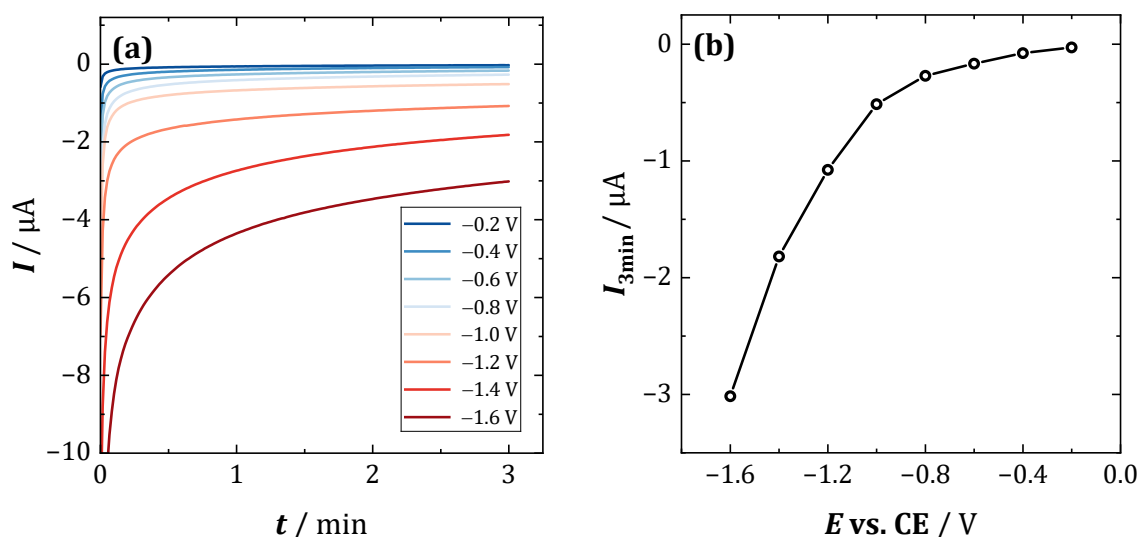 (a)
0
−2
−4
−6
−8
−10
I / µA
−0.2 V
−0.4 V
−0.6 V
−0.8 V
−1.0 V
−1.2 V
−1.4 V
−1.6 V
0
1
2
3
t / min
(b)
0
−1
−2
−3
I3min / µA
−1.6
−1.2
−0.8
−0.4
0.0
E vs. CE / V